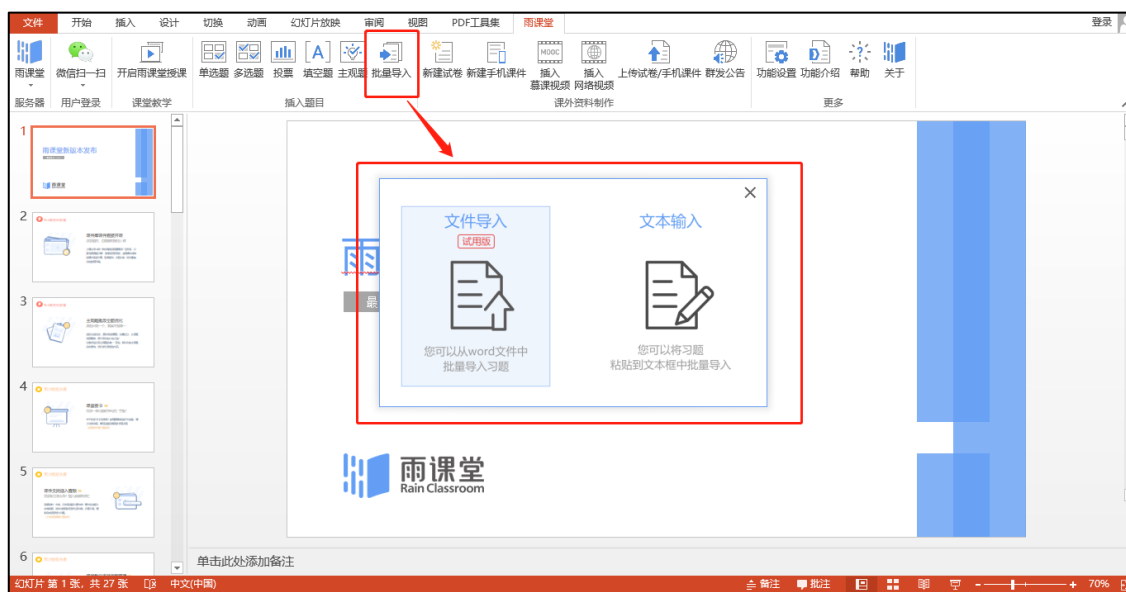 文件 开始 插入 设计 切换 动画 幻灯片放映 审阅 视图 PDF工具集 雨课堂 登录
雨课堂 微信扫一扫 开启雨课堂授课 单选题 多选题 投票 填空题 主观题 批量导入 新建试卷 新建手机课件 插入 慕课视频 插入 网络视频 上传试卷/手机课件 群发公告 功能设置 功能介绍 帮助 关于
服务器 用户登录 课堂教学 插入题目 课外资料制作 更多
1
雨课堂新版本发布
雨课堂
2
3
4
5
6
雨
最
×
文件导入 文本输入
试用版
您可以从word文件中
批量导入习题
您可以将习题
粘贴到文本框中批量导入
雨课堂
Rain Classroom
单击此处添加备注
幻灯片 第 1 张，共 27 张 中文(中国) 备注 批注 70%